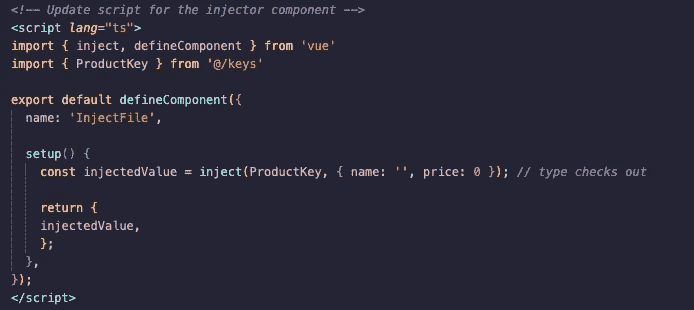 <!-- Update script for the injector component -->
<script lang="ts">
import { inject, defineComponent } from 'vue'
import { ProductKey } from '@/keys'

export default defineComponent({
  name: 'InjectFile',

  setup() {
    const injectedValue = inject(ProductKey, { name: '', price: 0 }); // type checks out

    return {
    injectedValue,
    };
  },
});
</script>